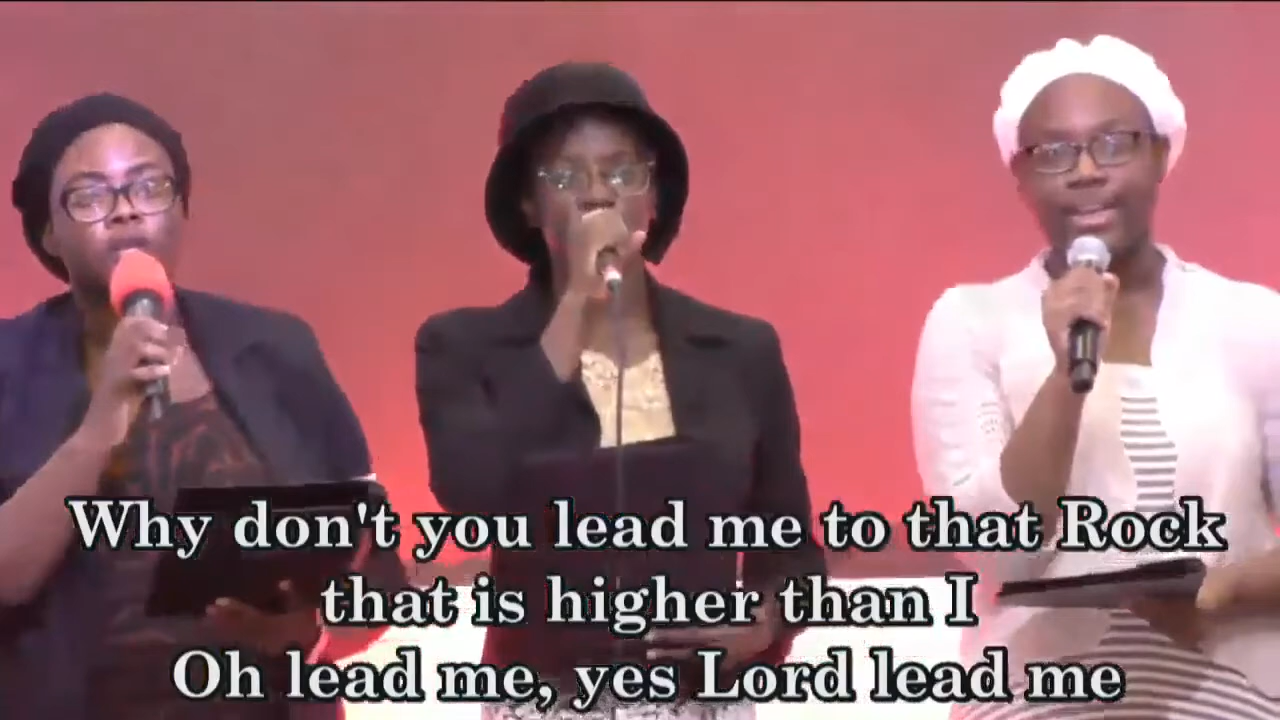 Why don't you lead me to that Rock
that is higher than I
Oh lead me, yes Lord lead me